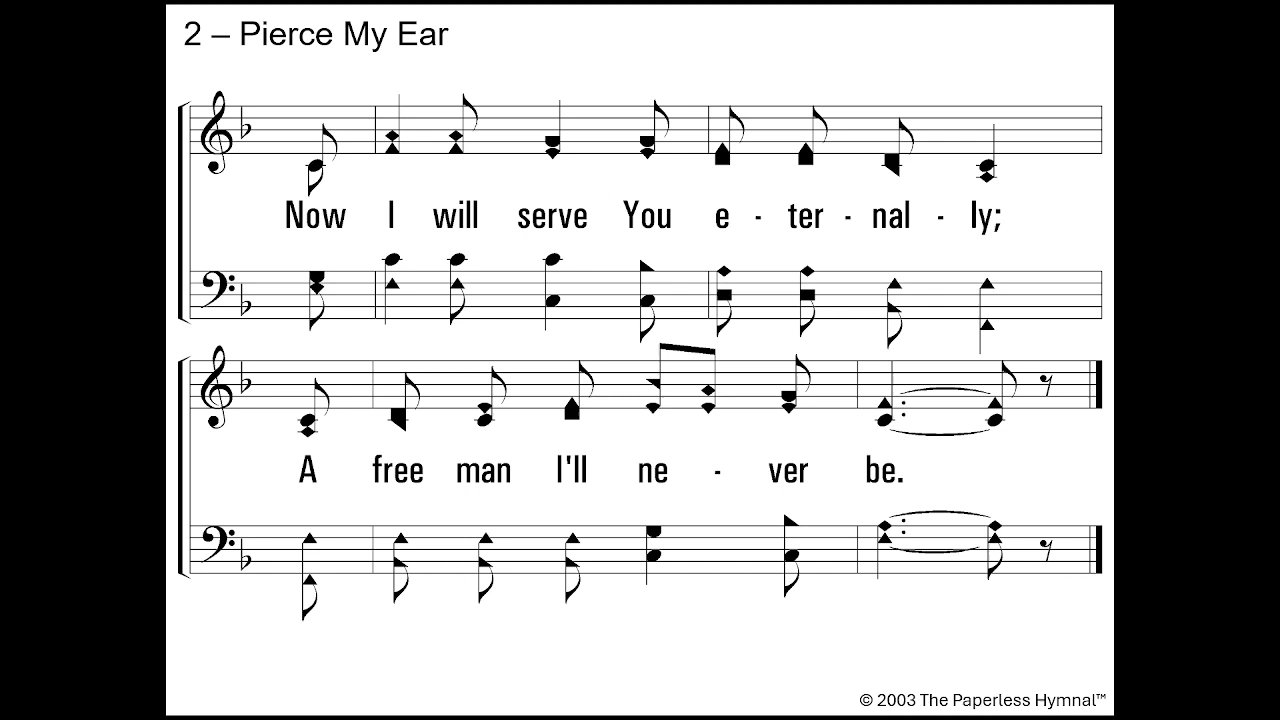 2 – Pierce My Ear
Now I will serve You e - ter - nal - ly;
A free man I'll ne - ver be.
© 2003 The Paperless Hymnal™